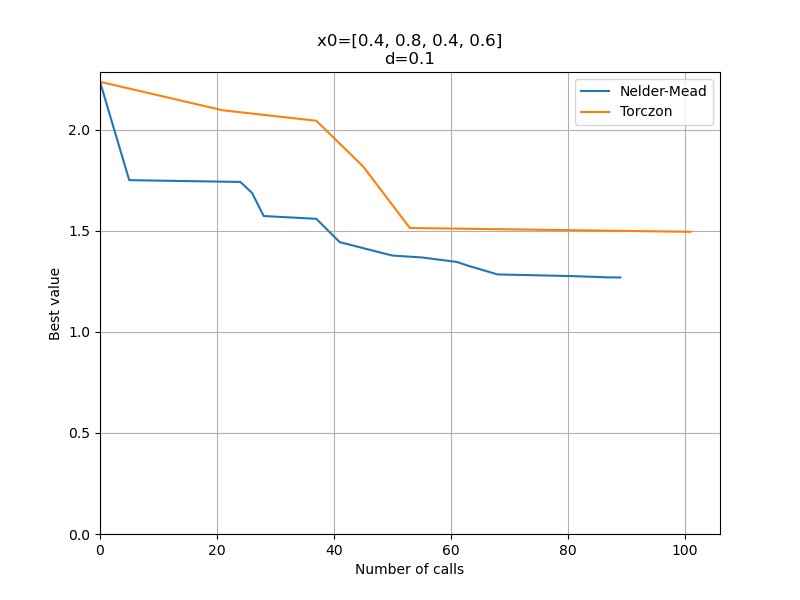 x0=[0.4, 0.8, 0.4, 0.6]
d=0.1
Nelder-Mead
Torczon
2.0
1.5
1.0
0.5
0.0
Best value
0 20 40 60 80 100
Number of calls